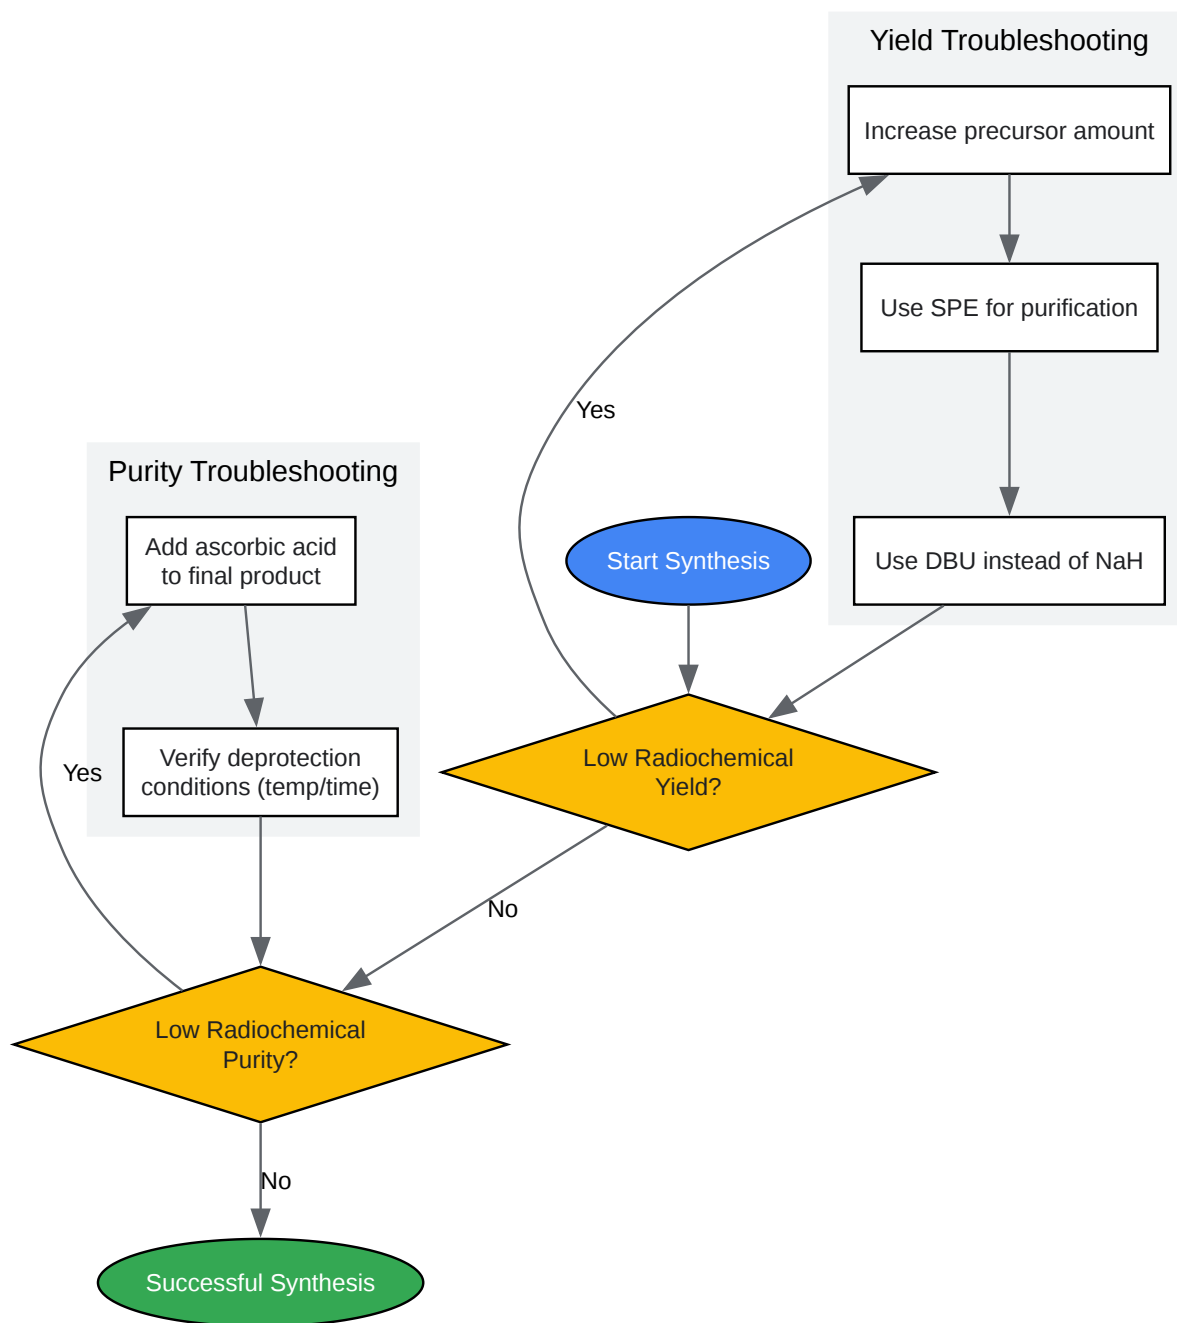 Yield Troubleshooting
Increase precursor amount
Use SPE for purification
Yes
Purity Troubleshooting
Add ascorbic acid
to final product
Start Synthesis
Use DBU instead of NaH
Yes
Verify deprotection
conditions (temp/time)
Low Radiochemical
Yield?
No
Low Radiochemical
Purity?
No
Successful Synthesis